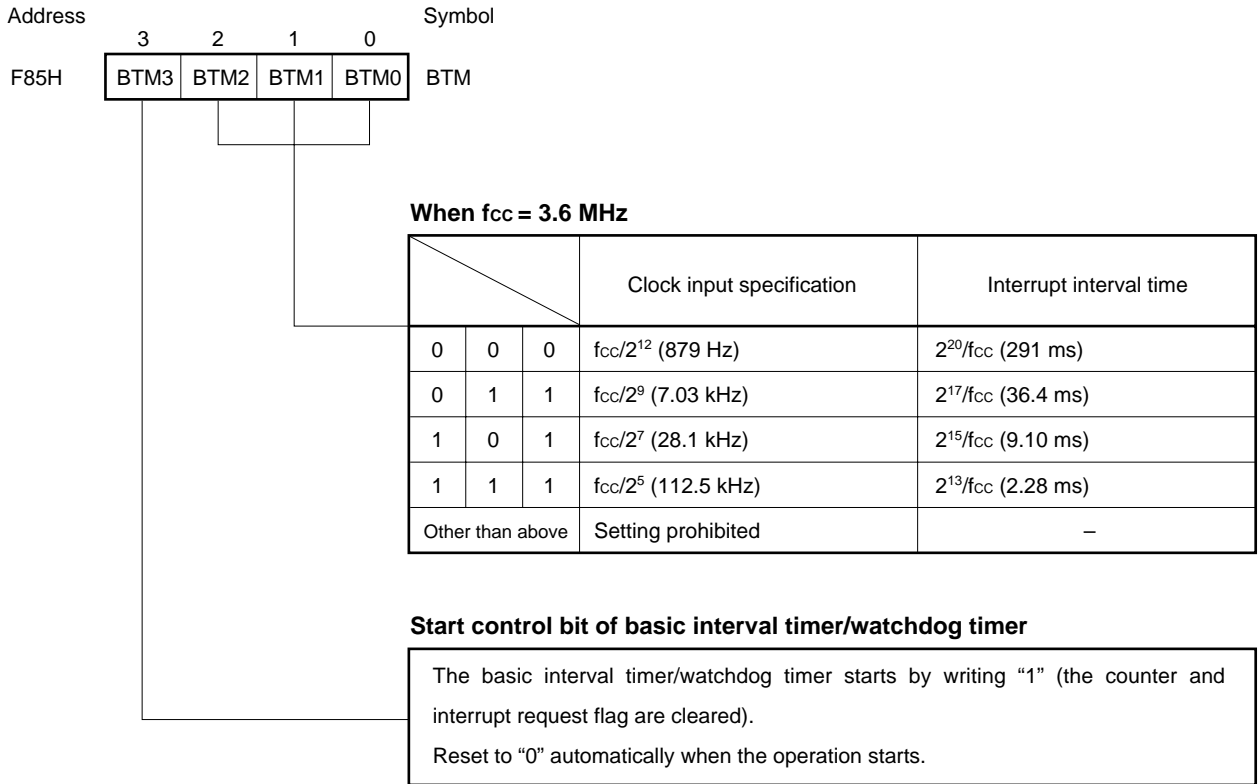 Address Symbol
3 2 1 0
F85H BTM3 BTM2 BTM1 BTM0 BTM
When fcc = 3.6 MHz
Clock input specification Interrupt interval time
0 0 0 fcc/2¹² (879 Hz) 2²⁰/fcc (291 ms)
0 1 1 fcc/2⁹ (7.03 kHz) 2¹⁷/fcc (36.4 ms)
1 0 1 fcc/2⁷ (28.1 kHz) 2¹⁵/fcc (9.10 ms)
1 1 1 fcc/2⁵ (112.5 kHz) 2¹³/fcc (2.28 ms)
Other than above Setting prohibited –
Start control bit of basic interval timer/watchdog timer
The basic interval timer/watchdog timer starts by writing “1” (the counter and
interrupt request flag are cleared).
Reset to “0” automatically when the operation starts.